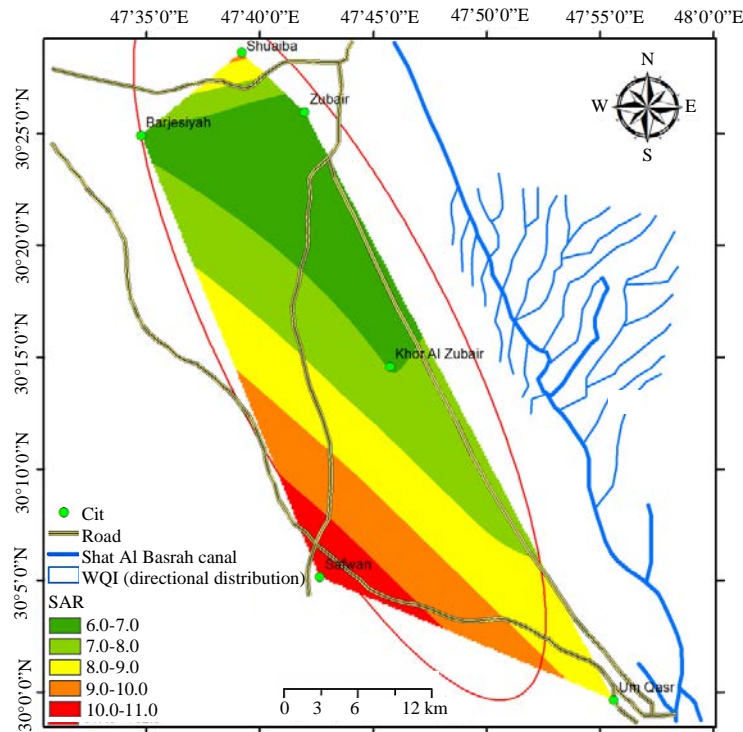 47°35'0"E 47°40'0"E 47°45'0"E 47°50'0"E 47°55'0"E 48°0'0"E
Shuaiba
N
Zubair
W E
30°25'0"N
Barjesiyah
S
30°20'0"N
30°15'0"N
Khor Al Zubair
30°10'0"N
Cit
Road
Shat Al Basrah canal
WQI (directional distribution)
30°5'0"N
Safwan
SAR
6.0-7.0
7.0-8.0
8.0-9.0
9.0-10.0
10.0-11.0
30°0'0"N
Um Qasr
0 3 6 12 km